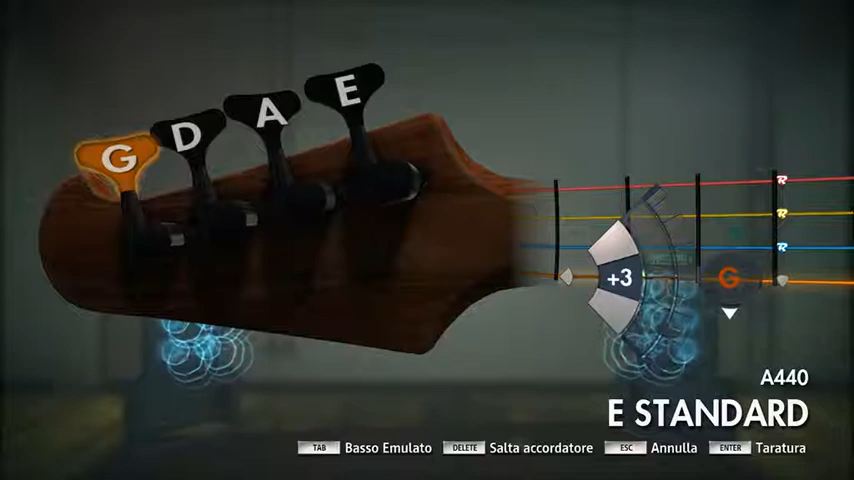 G D A E
R
R
R
+3
G
A440
E STANDARD
TAB Basso Emulato DELETE Salta accordatore ESC Annulla ENTER Taratura